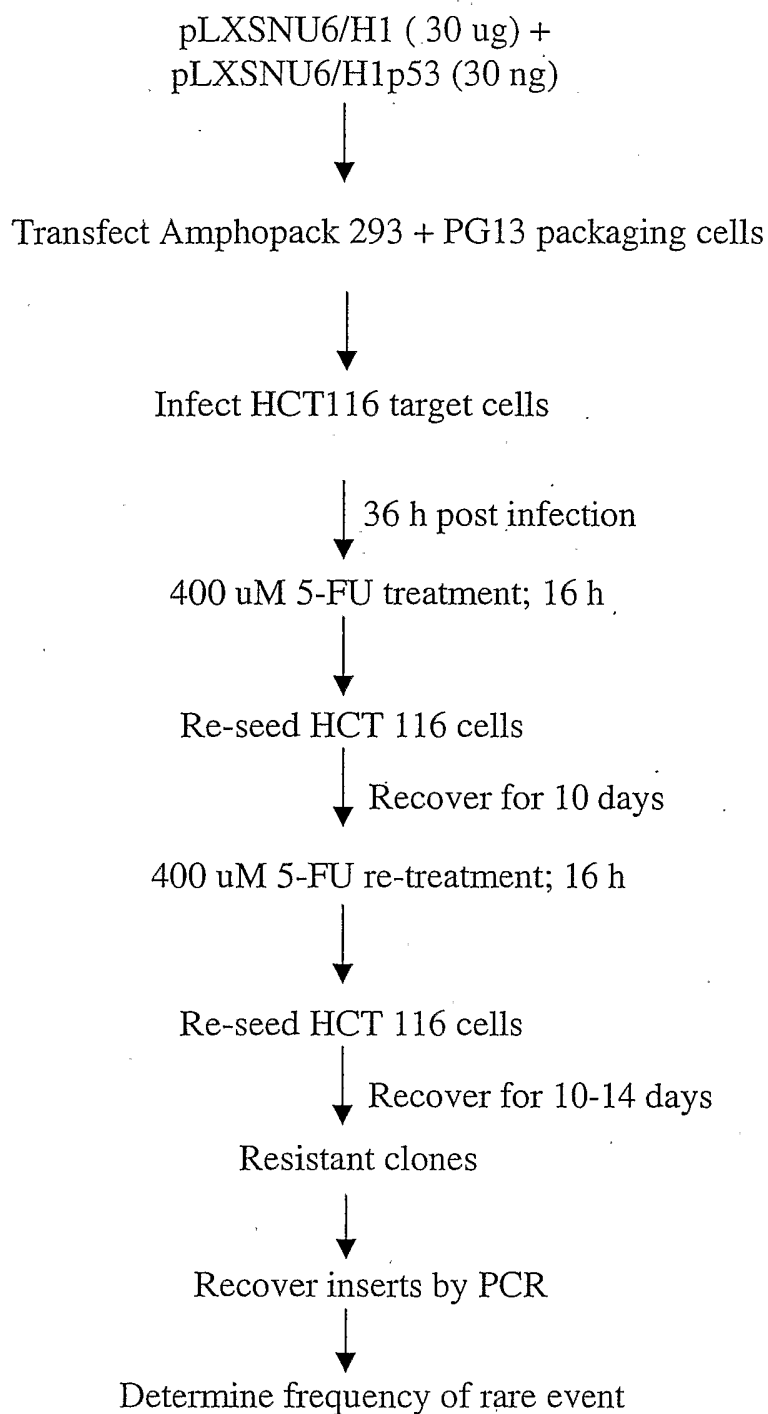 pLXSNU6/H1 ( 30 ug) +
pLXSNU6/H1p53 (30 ng)
Transfect Amphopack 293 + PG13 packaging cells
Infect HCT116 target cells
36 h post infection
400 uM 5-FU treatment; 16 h
Re-seed HCT 116 cells
Recover for 10 days
400 uM 5-FU re-treatment; 16 h
Re-seed HCT 116 cells
Recover for 10-14 days
Resistant clones
Recover inserts by PCR
Determine frequency of rare event